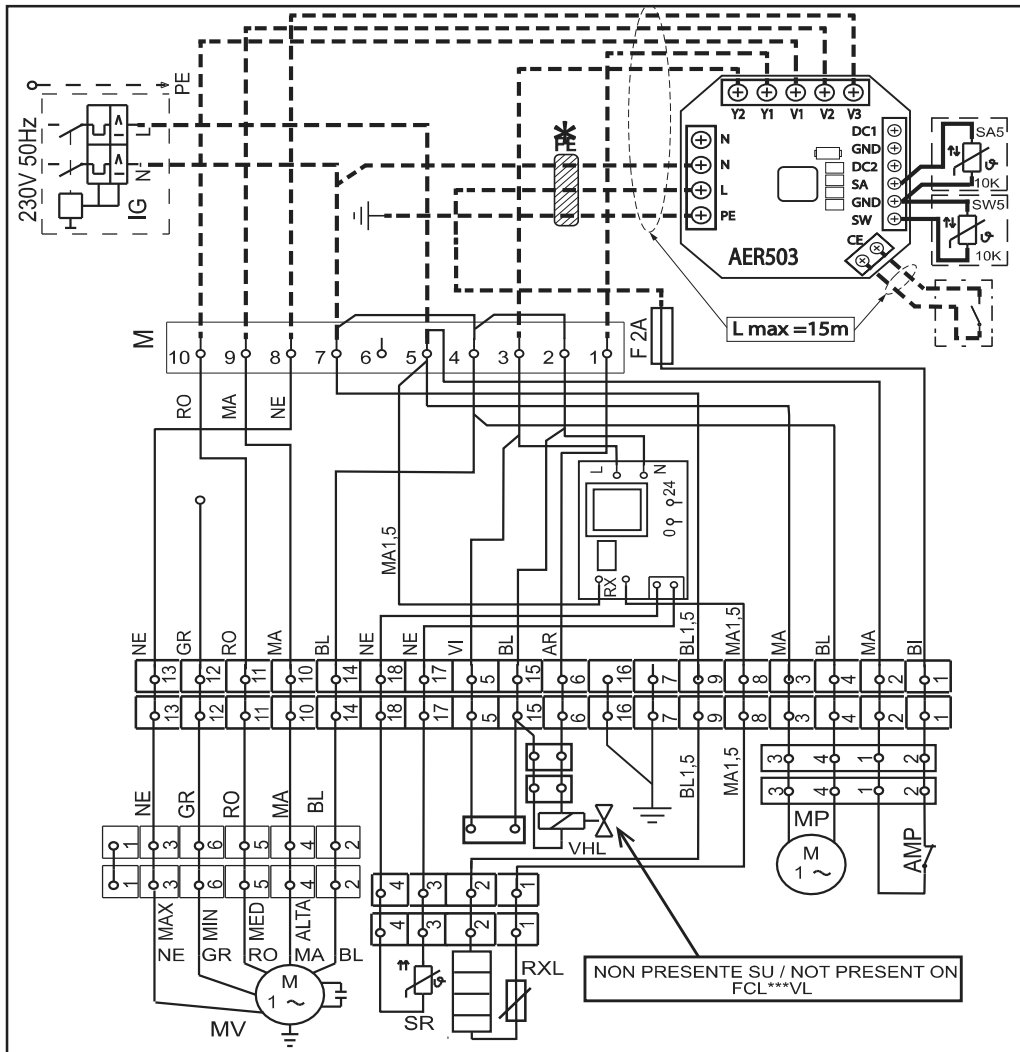 PE
230V 50Hz
L
N
IG
PE
Y2 Y1 V1 V2 V3
N
N
L
PE
DC1
GND
DC2
SA
GND
SW
CE
AER503
SA5
10K
SW5
10K
L max =15m
M
10 9 8 7 6 5 4 3 2 1
F 2A
RO MA NE
L N
0 24
RX
MA1,5
NE GR RO MA BL NE NE VI BL AR BL1,5 MA1,5 MA BL MA BI
13 12 11 10 14 18 17 5 15 6 16 7 9 8 3 4 2 1
13 12 11 10 14 18 17 5 15 6 16 7 9 8 3 4 2 1
NE GR RO MA BL
BL1,5 MA1,5
3 4 1 2
3 4 1 2
1 3 6 5 4 2
1 3 6 5 4 2
VHL
MP
M
1 ~
AMP
4 3 2 1
4 3 2 1
MAX MIN MED ALTA
NE GR RO MA BL
M
1 ~
MV
SR
RXL
NON PRESENTE SU / NOT PRESENT ON
FCL***VL